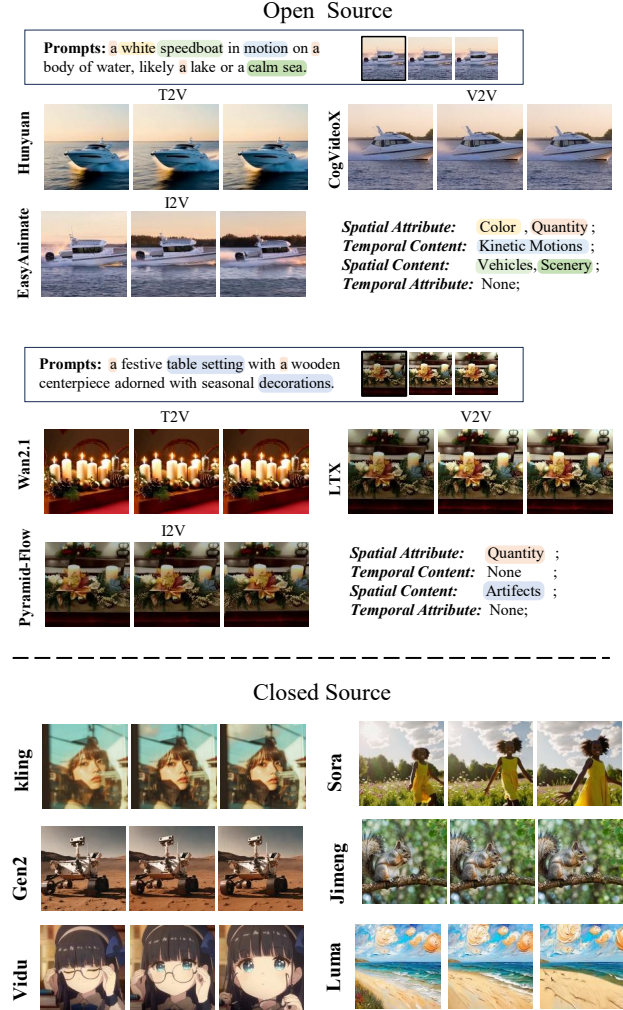 Open Source
Prompts: a white speedboat in motion on a
body of water, likely a lake or a calm sea.
T2V
V2V
Hunyuan
CogVideoX
I2V
EasyAnimate
Spatial Attribute: Color , Quantity ;
Temporal Content: Kinetic Motions ;
Spatial Content: Vehicles, Scenery ;
Temporal Attribute: None;
Prompts: a festive table setting with a wooden
centerpiece adorned with seasonal decorations.
T2V
V2V
Wan2.1
LTX
I2V
Pyramid-Flow
Spatial Attribute: Quantity ;
Temporal Content: None ;
Spatial Content: Artifects ;
Temporal Attribute: None;
Closed Source
kling
Sora
Gen2
Jimeng
Vidu
Luma